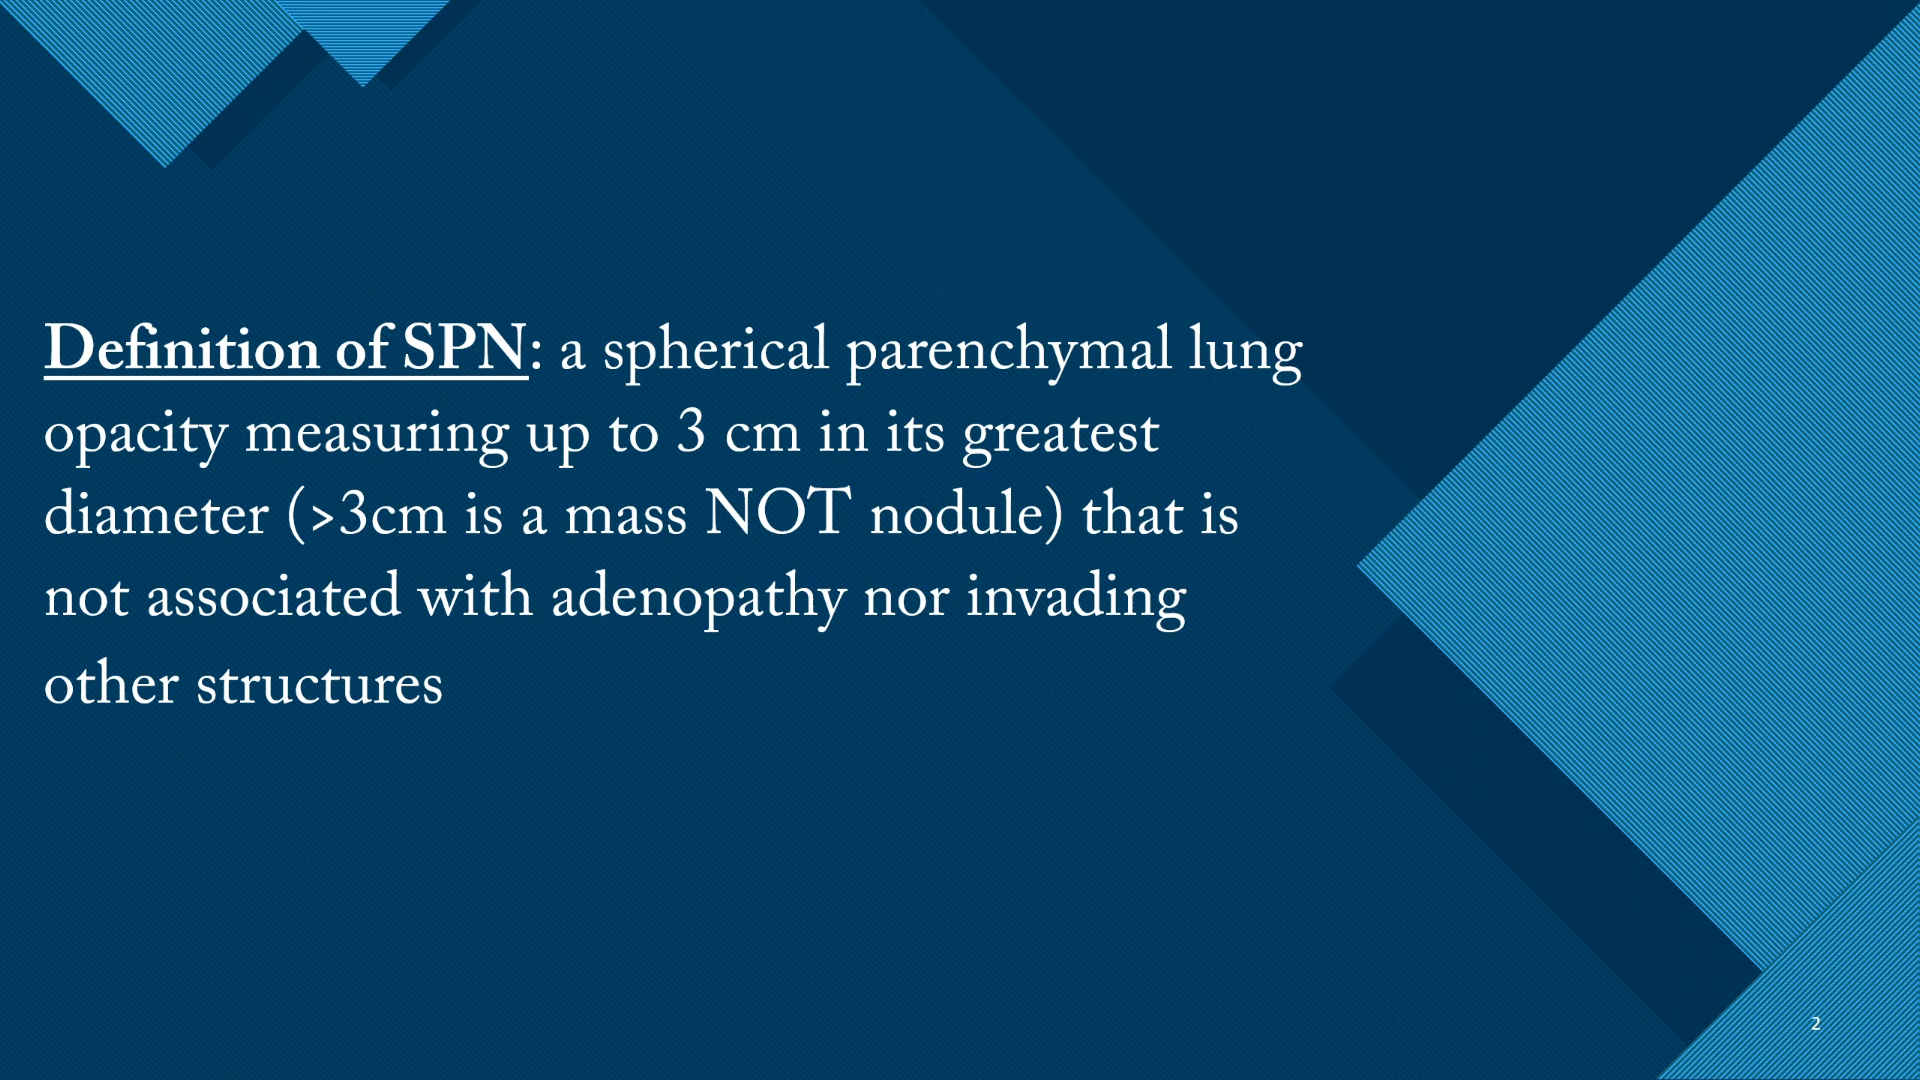 Definition of SPN: a spherical parenchymal lung
opacity measuring up to 3 cm in its greatest
diameter (>3cm is a mass NOT nodule) that is
not associated with adenopathy nor invading
other structures
2